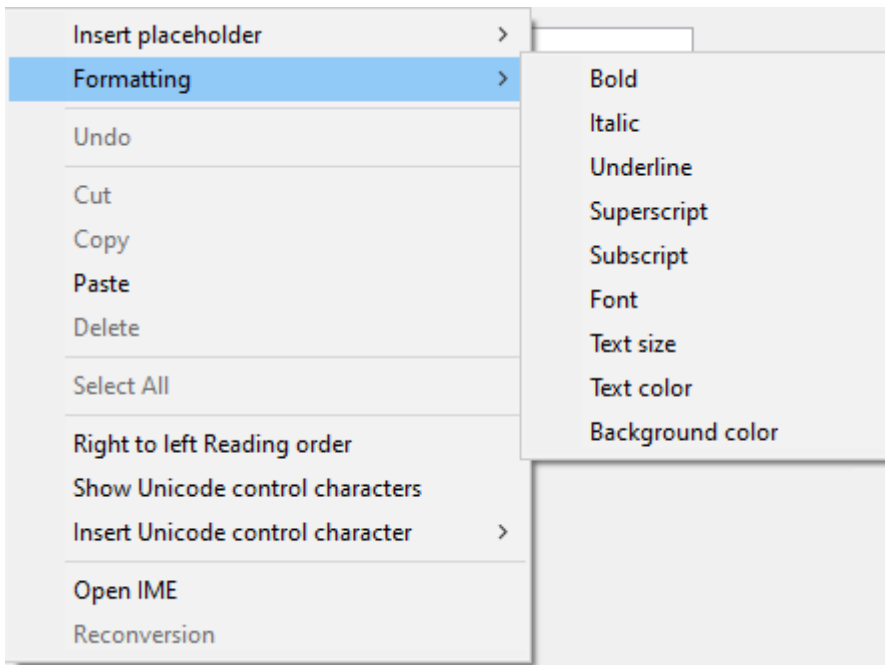 Insert placeholder
Formatting
Undo
Cut
Copy
Paste
Delete
Select All
Right to left Reading order
Show Unicode control characters
Insert Unicode control character
Open IME
Reconversion
Bold
Italic
Underline
Superscript
Subscript
Font
Text size
Text color
Background color